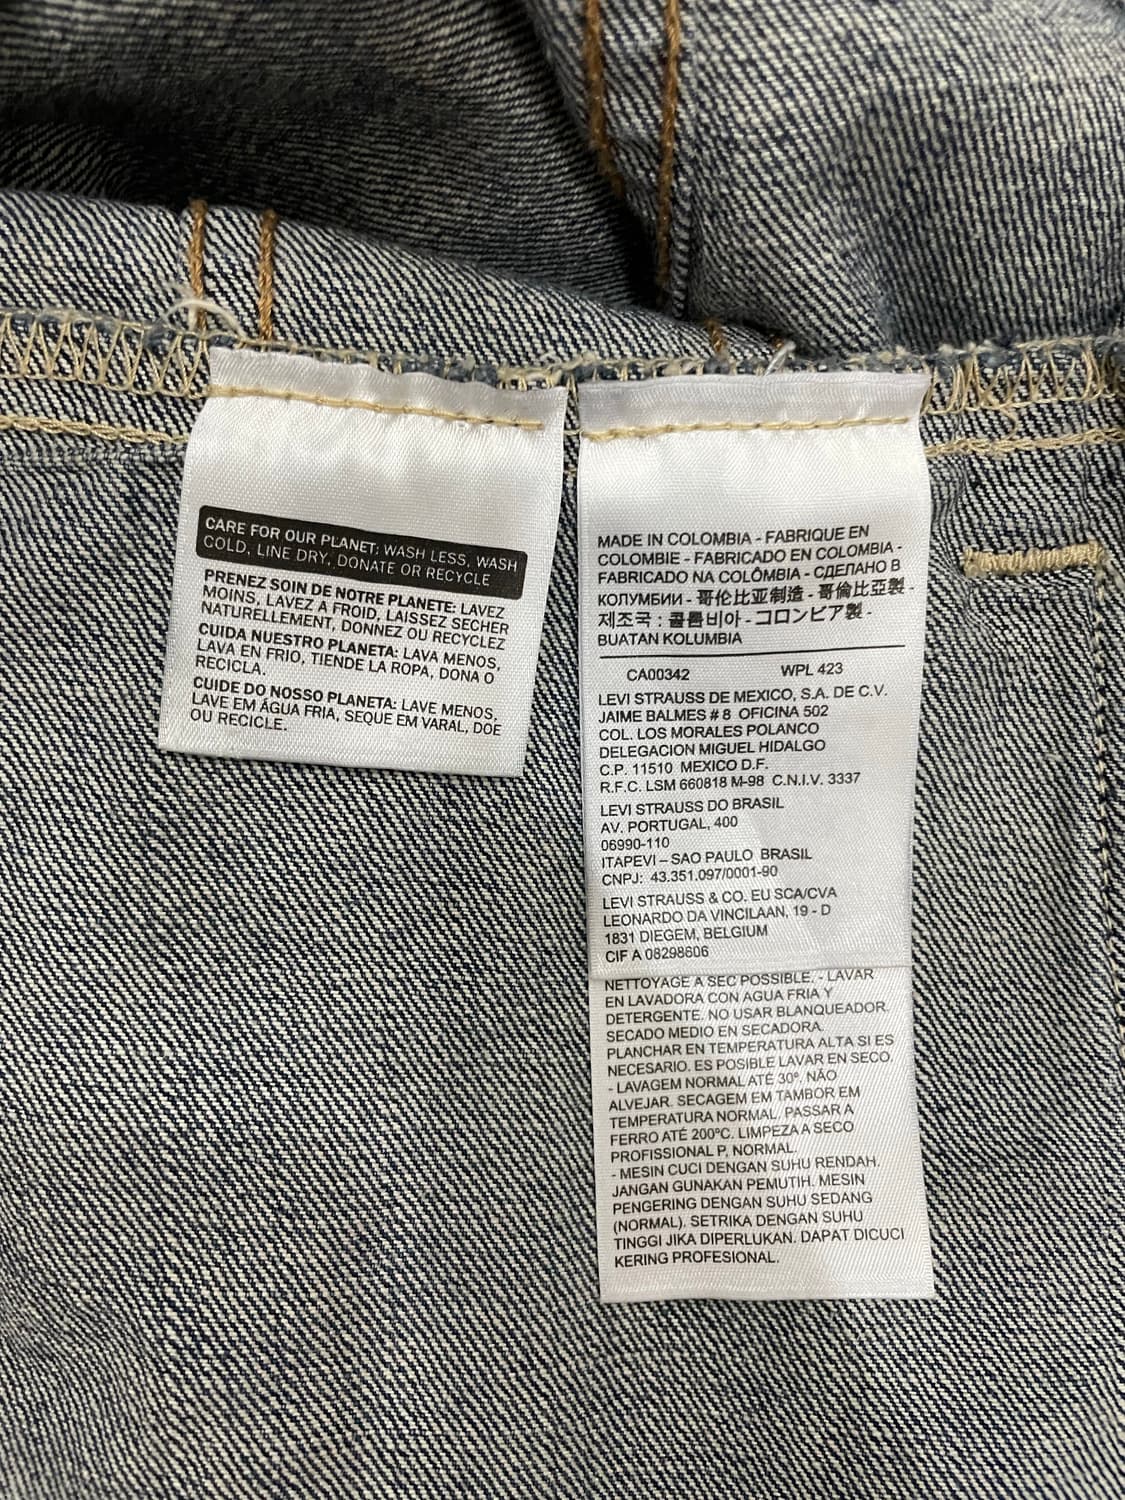 CARE FOR OUR PLANET: WASH LESS, WASH
COLD, LINE DRY, DONATE OR RECYCLE
PRENEZ SOIN DE NOTRE PLANETE: LAVEZ
MOINS, LAVEZ A FROID, LAISSEZ SECHER
NATURELLEMENT, DONNEZ OU RECYCLEZ
CUIDA NUESTRO PLANETA: LAVA MENOS,
LAVA EN FRIO, TIENDE LA ROPA, DONA O
RECICLA.
CUIDE DO NOSSO PLANETA: LAVE MENOS,
LAVE EM ÁGUA FRIA, SEQUE EM VARAL, DOE
OU RECICLE.
MADE IN COLOMBIA - FABRIQUE EN
COLOMBIE - FABRICADO EN COLOMBIA -
FABRICADO NA COLÔMBIA - СДЕЛАНО В
КОЛУМБИИ - 哥伦比亚制造 - 哥倫比亞製 -
제조국 : 콜롬비아 - コロンビア製 -
BUATAN KOLUMBIA
CA00342 WPL 423
LEVI STRAUSS DE MEXICO, S.A. DE C.V.
JAIME BALMES # 8 OFICINA 502
COL. LOS MORALES POLANCO
DELEGACION MIGUEL HIDALGO
C.P. 11510 MEXICO D.F.
R.F.C. LSM 660818 M-98 C.N.I.V. 3337
LEVI STRAUSS DO BRASIL
AV. PORTUGAL, 400
06990-110
ITAPEVI – SAO PAULO BRASIL
CNPJ: 43.351.097/0001-90
LEVI STRAUSS & CO. EU SCA/CVA
LEONARDO DA VINCILAAN, 19 - D
1831 DIEGEM, BELGIUM
CIF A 08298606
NETTOYAGE A SEC POSSIBLE. - LAVAR
EN LAVADORA CON AGUA FRIA Y
DETERGENTE. NO USAR BLANQUEADOR.
SECADO MEDIO EN SECADORA.
PLANCHAR EN TEMPERATURA ALTA SI ES
NECESARIO. ES POSIBLE LAVAR EN SECO.
- LAVAGEM NORMAL ATÉ 30º. NÃO
ALVEJAR. SECAGEM EM TAMBOR EM
TEMPERATURA NORMAL. PASSAR A
FERRO ATÉ 200ºC. LIMPEZA A SECO
PROFISSIONAL P, NORMAL.
- MESIN CUCI DENGAN SUHU RENDAH.
JANGAN GUNAKAN PEMUTIH. MESIN
PENGERING DENGAN SUHU SEDANG
(NORMAL). SETRIKA DENGAN SUHU
TINGGI JIKA DIPERLUKAN. DAPAT DICUCI
KERING PROFESIONAL.